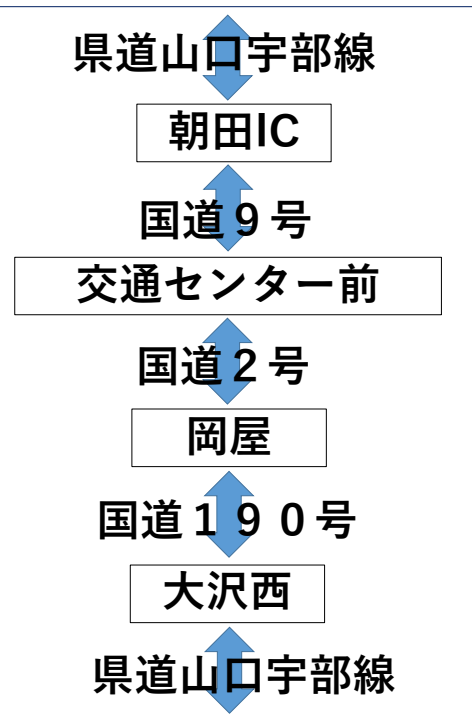 県道山口宇部線
朝田IC
国道９号
交通センター前
国道２号
岡屋
国道１９０号
大沢西
県道山口宇部線